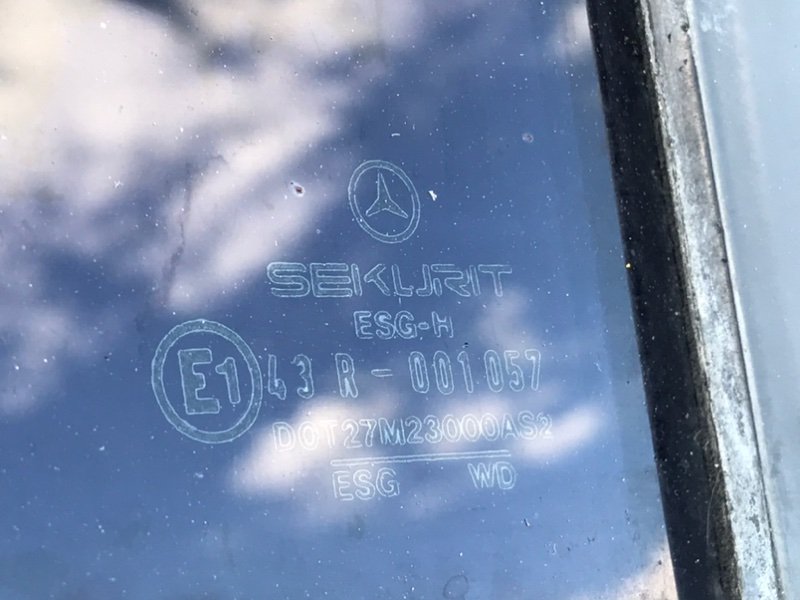 SEKURIT
ESG-H
E1 43 R - 001057
DOT27M23000AS2
ESG WD